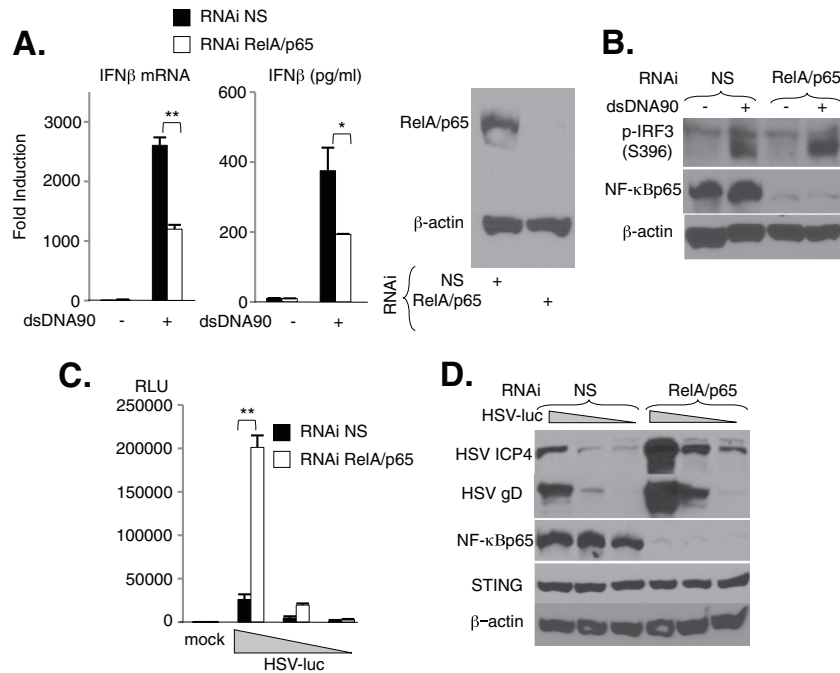 RNAi NS
RNAi RelA/p65
A.
IFNβ mRNA
IFNβ (pg/ml)
Fold Induction
3000
2000
1000
0
**
600
400
200
0
*
dsDNA90 - +
dsDNA90 - +
RelA/p65
β-actin
RNAi
NS +
RelA/p65 +
B.
RNAi NS RelA/p65
dsDNA90 - + - +
p-IRF3
(S396)
NF-κBp65
β-actin
C.
RLU
250000
200000
150000
100000
50000
0
**
RNAi NS
RNAi RelA/p65
mock
HSV-luc
D.
RNAi NS RelA/p65
HSV-luc
HSV ICP4
HSV gD
NF-κBp65
STING
β-actin